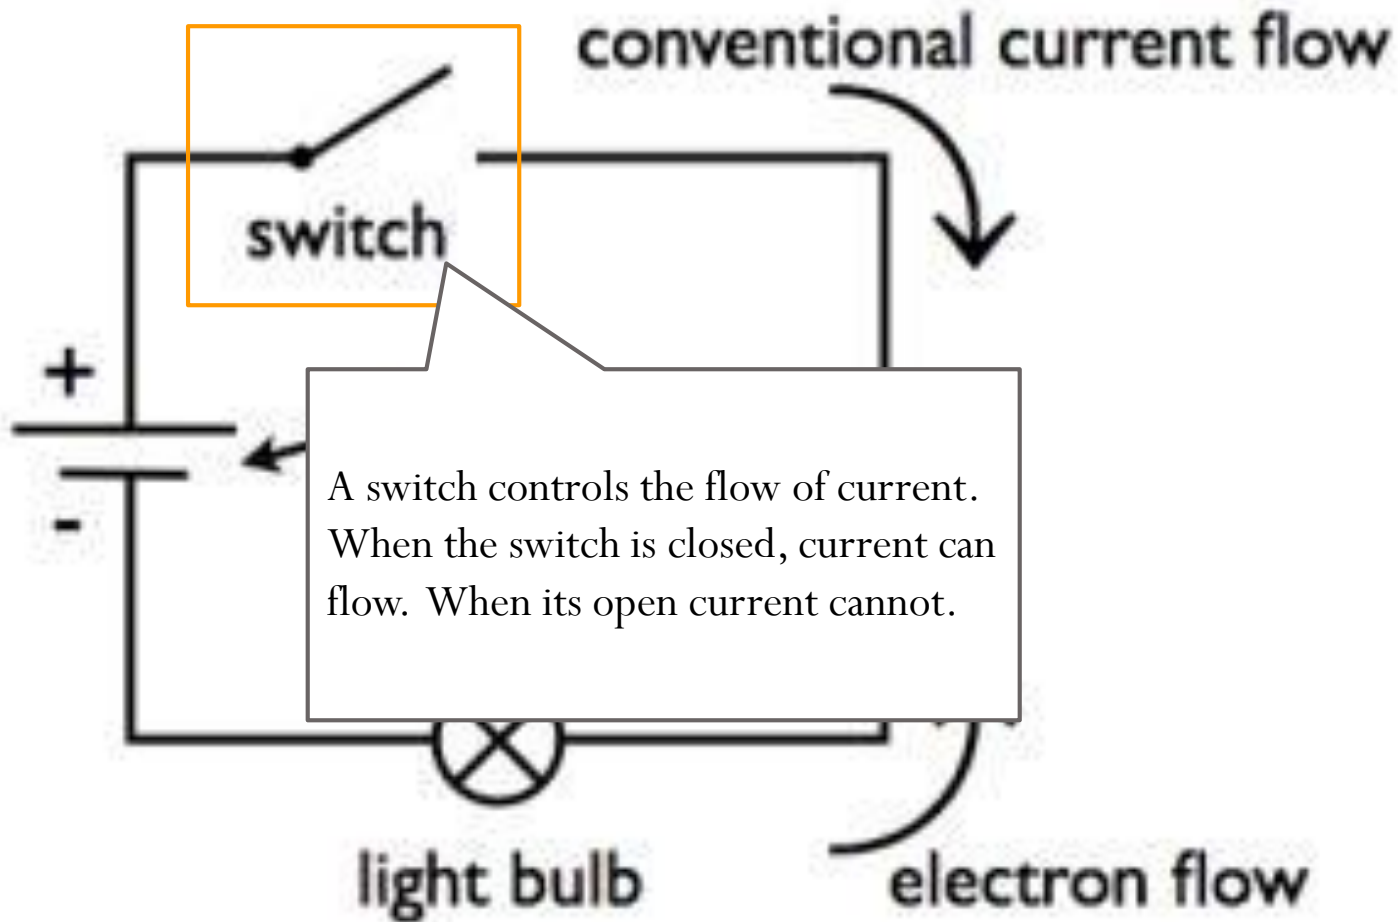 conventional current flow
switch
+
-
A switch controls the flow of current.
When the switch is closed, current can
flow.  When its open current cannot.
light bulb
electron flow